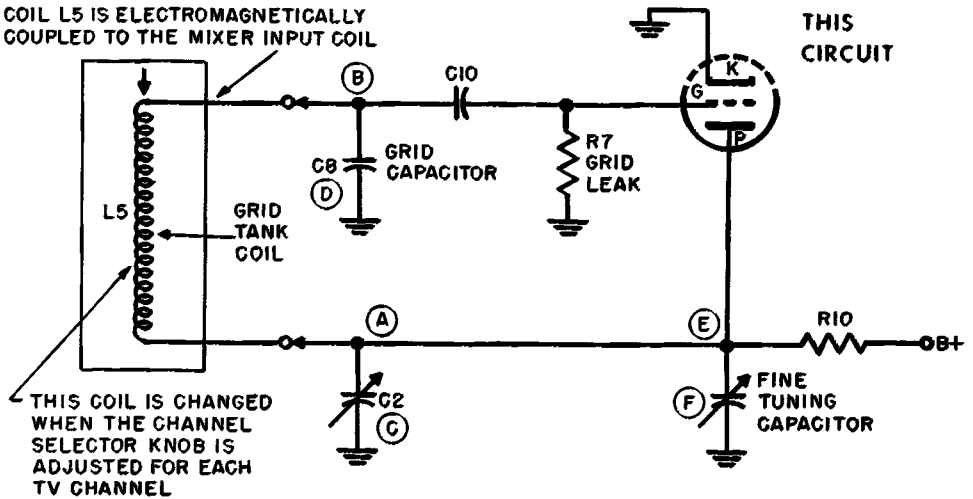 COIL L5 IS ELECTROMAGNETICALLY
COUPLED TO THE MIXER INPUT COIL
THIS
CIRCUIT
B
C10
K
G
P
C8
GRID
CAPACITOR
D
R7
GRID
LEAK
L5
GRID
TANK
COIL
A
E
R10
B+
C2
C
F
FINE
TUNING
CAPACITOR
THIS COIL IS CHANGED
WHEN THE CHANNEL
SELECTOR KNOB IS
ADJUSTED FOR EACH
TV CHANNEL